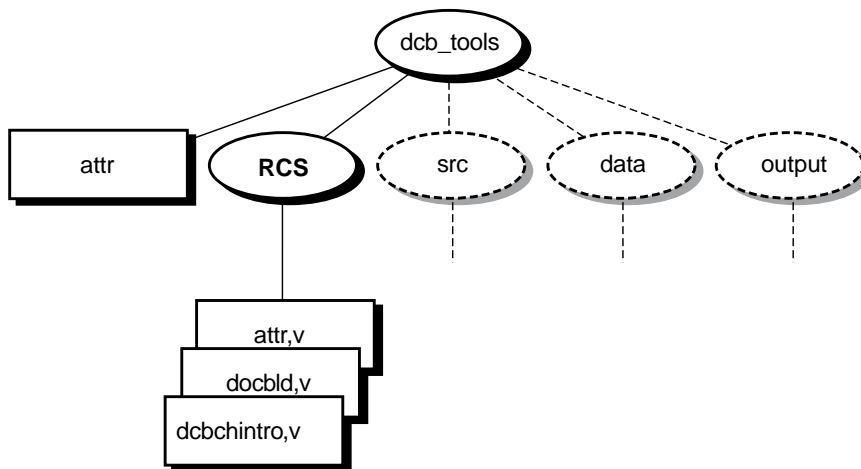 dcb_tools
attr
RCS
src
data
output
attr,v
docbld,v
dcbchintro,v